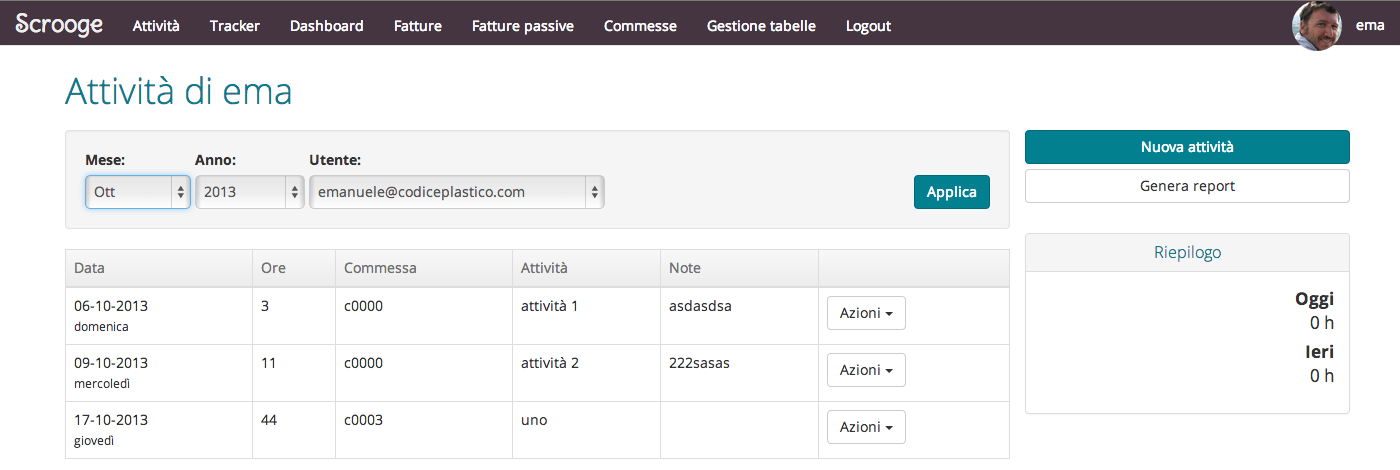 Scrooge Attività Tracker Dashboard Fatture Fatture passive Commesse Gestione tabelle Logout ema
Attività di ema
Mese: Anno: Utente:
Ott 2013 emanuele@codiceplastico.com Applica
Nuova attività
Genera report
Data Ore Commessa Attività Note
06-10-2013 3 c0000 attività 1 asdasdsa Azioni
domenica
09-10-2013 11 c0000 attività 2 222sasas Azioni
mercoledì
17-10-2013 44 c0003 uno Azioni
giovedì
Riepilogo
Oggi
0 h
Ieri
0 h